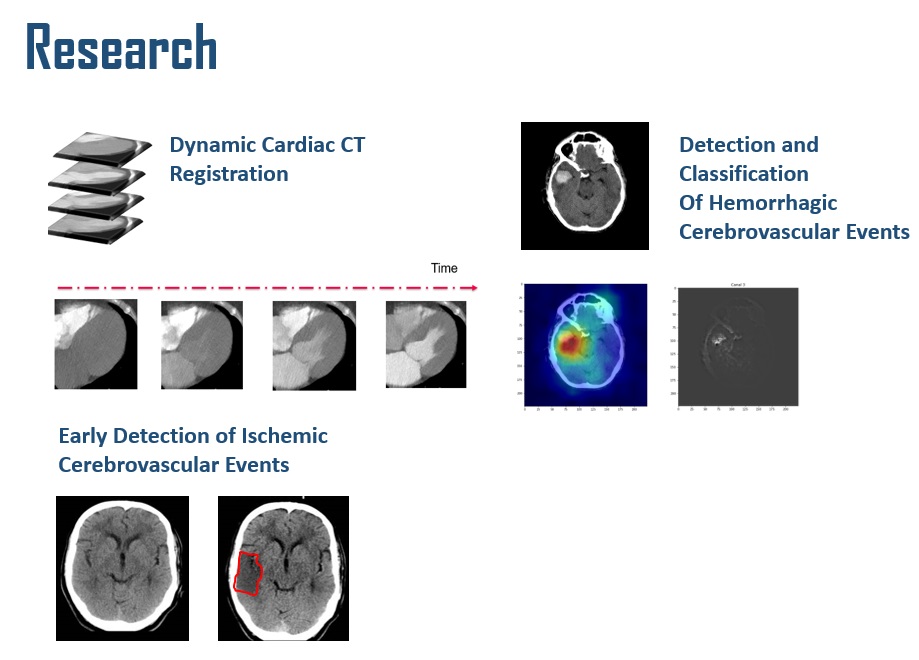 Research
Dynamic Cardiac CT
Registration
Detection and
Classification
Of Hemorrhagic
Cerebrovascular Events
Time
Early Detection of Ischemic
Cerebrovascular Events